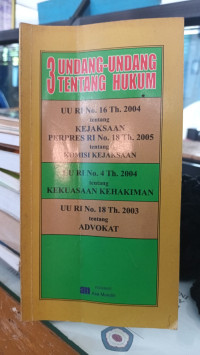 3 UNDANG-UNDANG
TENTANG HUKUM
UU RI No. 16 Th. 2004
tentang
KEJAKSAAN
PERPRES RI No. 18 Th. 2005
tentang
KOMISI KEJAKSAAN
UU RI No. 4 Th. 2004
tentang
KEKUASAAN KEHAKIMAN
UU RI No. 18 Th. 2003
tentang
ADVOKAT